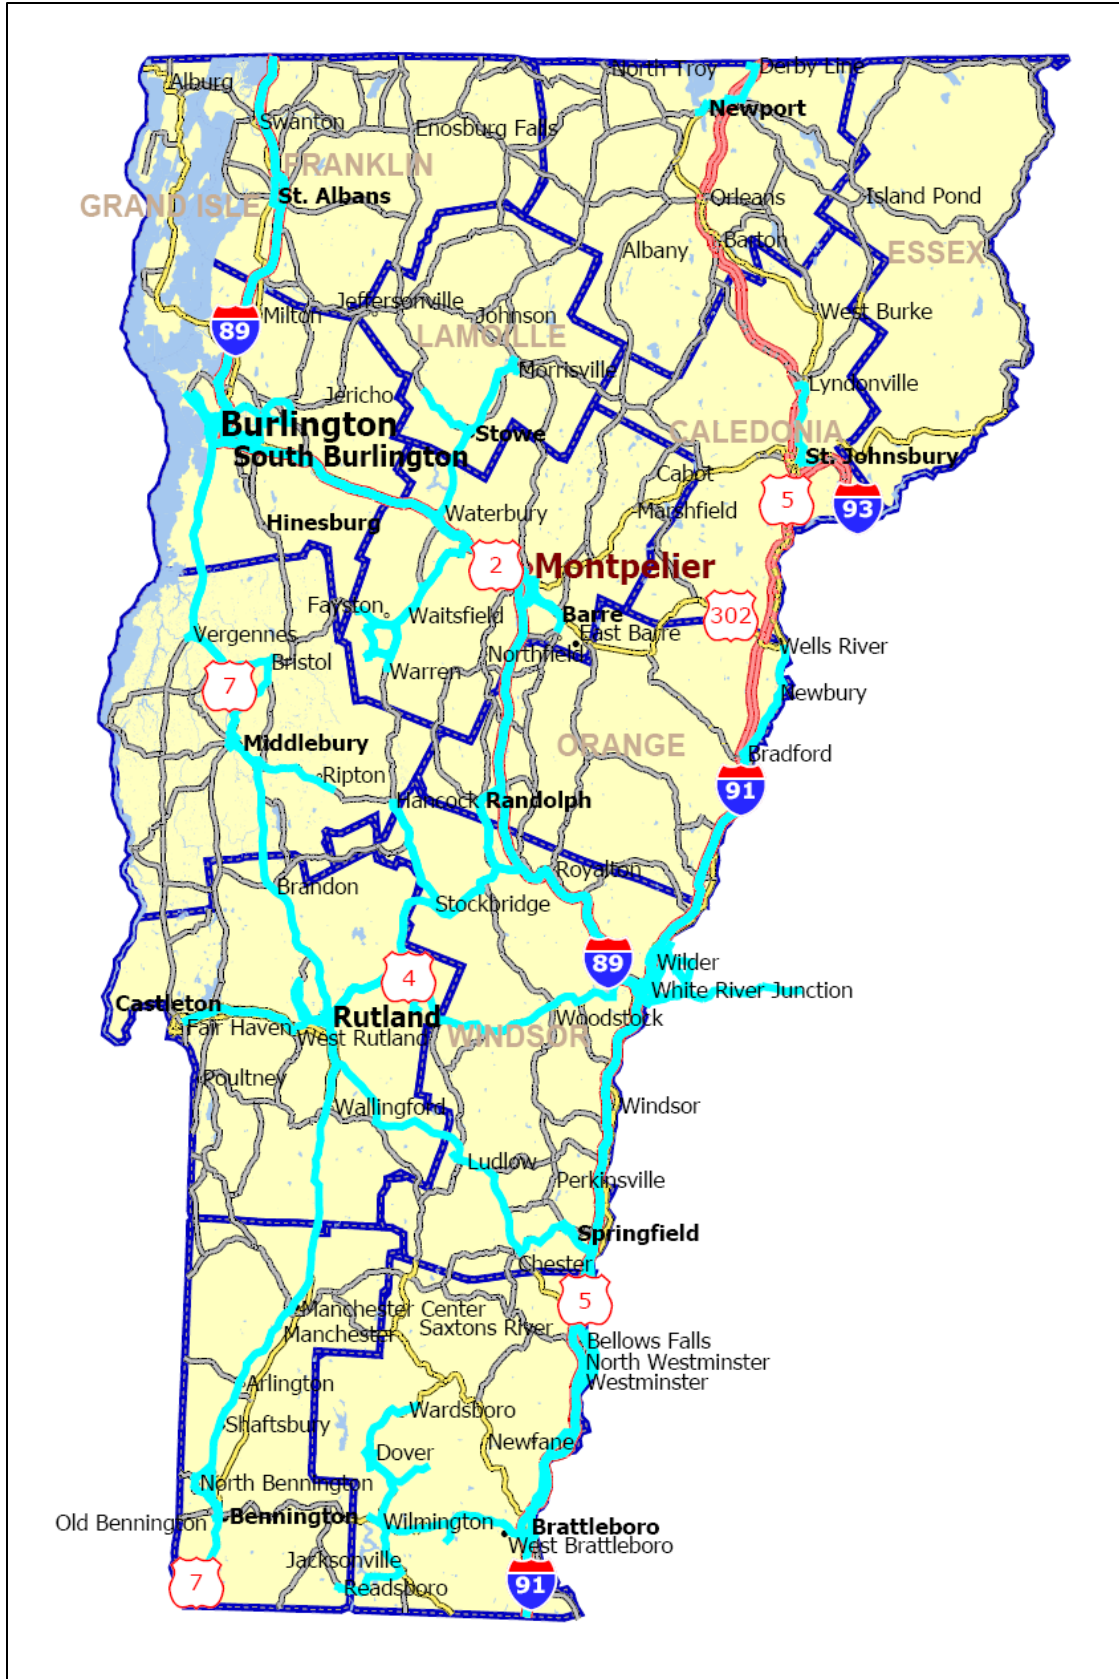 North Troy
Derby Line
Alburg
Newport
Swanton
Enosburg Falls
FRANKLIN
St. Albans
GRAND ISLE
Orleans
Island Pond
Barton
Albany
ESSEX
Jeffersonville
Milton
Johnson
West Burke
89
LAMOILLE
Morrisville
Lyndonville
Jericho
Burlington
Stowe
CALEDONIA
South Burlington
St. Johnsbury
Cabot
5
93
Waterbury
Marshfield
Hinesburg
2
Montpelier
Fayston
Waitsfield
Barre
302
Vergennes
East Barre
Wells River
Bristol
Northfield
Warren
7
Newbury
Middlebury
ORANGE
Bradford
Ripton
91
Hancock
Randolph
Royalton
Brandon
Stockbridge
89
Wilder
4
White River Junction
Castleton
Rutland
Woodstock
Fair Haven
West Rutland
WINDSOR
Poultney
Wallingford
Windsor
Ludlow
Perkinsville
Springfield
Chester
5
Manchester Center
Manchester
Saxtons River
Bellows Falls
North Westminster
Westminster
Arlington
Wardsboro
Shaftsbury
Newfane
Dover
North Bennington
Old Bennington
Bennington
Wilmington
Brattleboro
West Brattleboro
Jacksonville
7
Readsboro
91